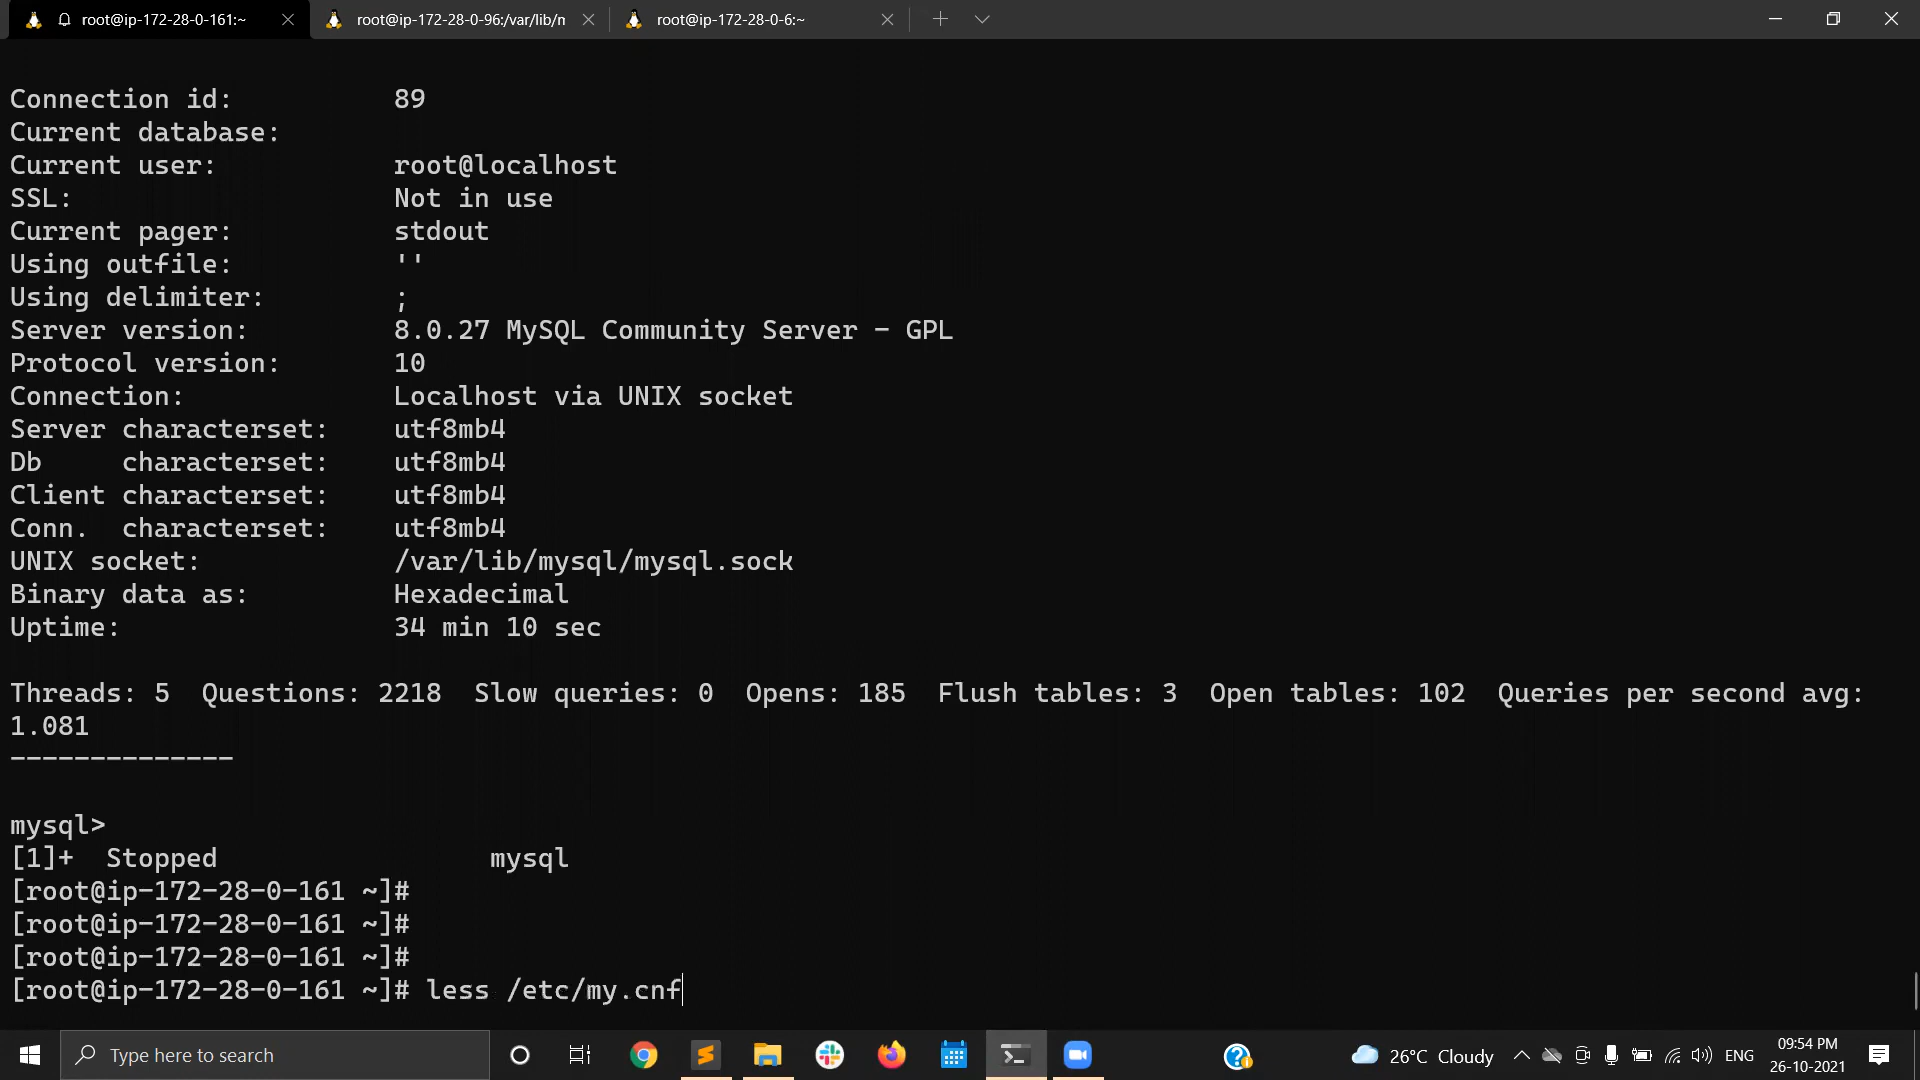 root@ip-172-28-0-161:~
root@ip-172-28-0-96:/var/lib/n
root@ip-172-28-0-6:~
Connection id: 89
Current database:
Current user: root@localhost
SSL: Not in use
Current pager: stdout
Using outfile: ''
Using delimiter: ;
Server version: 8.0.27 MySQL Community Server - GPL
Protocol version: 10
Connection: Localhost via UNIX socket
Server characterset: utf8mb4
Db characterset: utf8mb4
Client characterset: utf8mb4
Conn. characterset: utf8mb4
UNIX socket: /var/lib/mysql/mysql.sock
Binary data as: Hexadecimal
Uptime: 34 min 10 sec
Threads: 5 Questions: 2218 Slow queries: 0 Opens: 185 Flush tables: 3 Open tables: 102 Queries per second avg:
1.081
--------------
mysql>
[1]+ Stopped mysql
[root@ip-172-28-0-161 ~]#
[root@ip-172-28-0-161 ~]#
[root@ip-172-28-0-161 ~]#
[root@ip-172-28-0-161 ~]# less /etc/my.cnf
Type here to search
26°C Cloudy
ENG
09:54 PM
26-10-2021